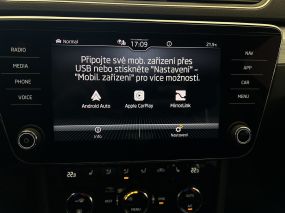 Normal 17:09 21,5°
RADIO
MEDIA
PHONE
VOICE
NAV
APP
CAR
MENU
Připojte své mob. zařízení přes
USB nebo stiskněte "Nastavení" -
"Mobil. zařízení" pro více možností.
Android Auto Apple CarPlay MirrorLink
Info Nastavení